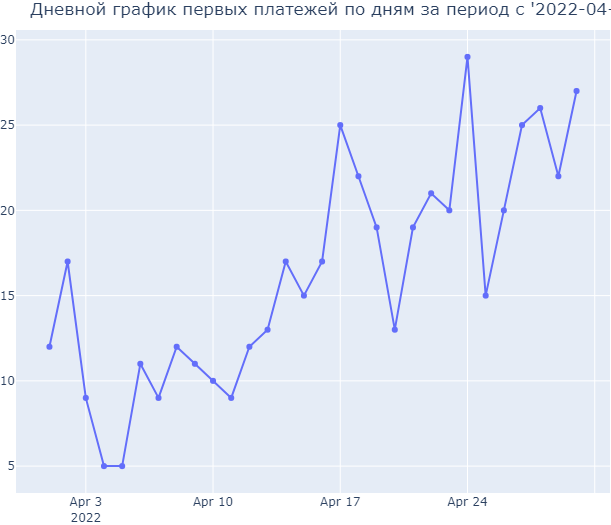 Дневной график первых платежей по дням за период с '2022-04-
30
25
20
15
10
5
Apr 3
2022
Apr 10
Apr 17
Apr 24